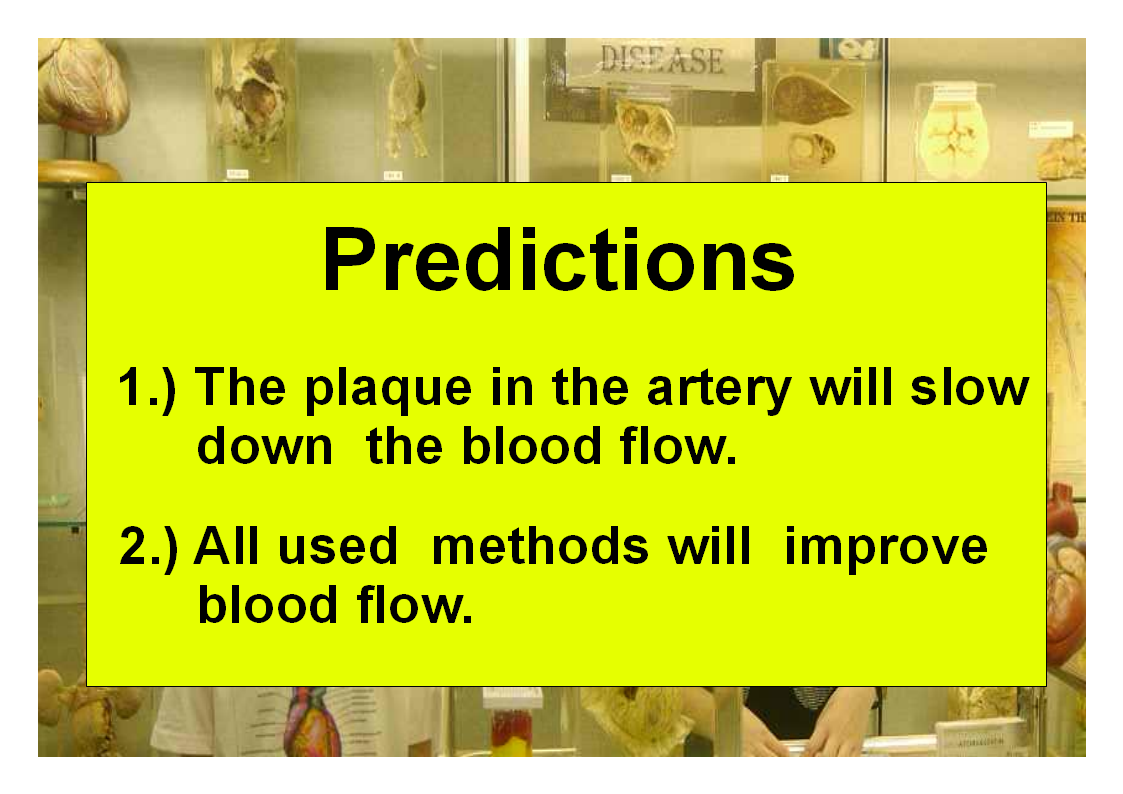 DISEASE
Predictions
1.) The plaque in the artery will slow
down the blood flow.
2.) All used methods will improve
blood flow.